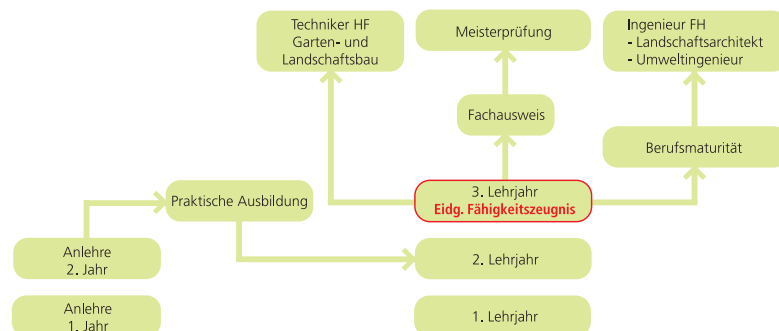 Techniker HF
Garten- und
Landschaftsbau
Meisterprüfung
Ingenieur FH
- Landschaftsarchitekt
- Umweltingenieur
Fachausweis
Berufsmaturität
Praktische Ausbildung
3. Lehrjahr
Eidg. Fähigkeitszeugnis
Anlehre
2. Jahr
2. Lehrjahr
Anlehre
1. Jahr
1. Lehrjahr